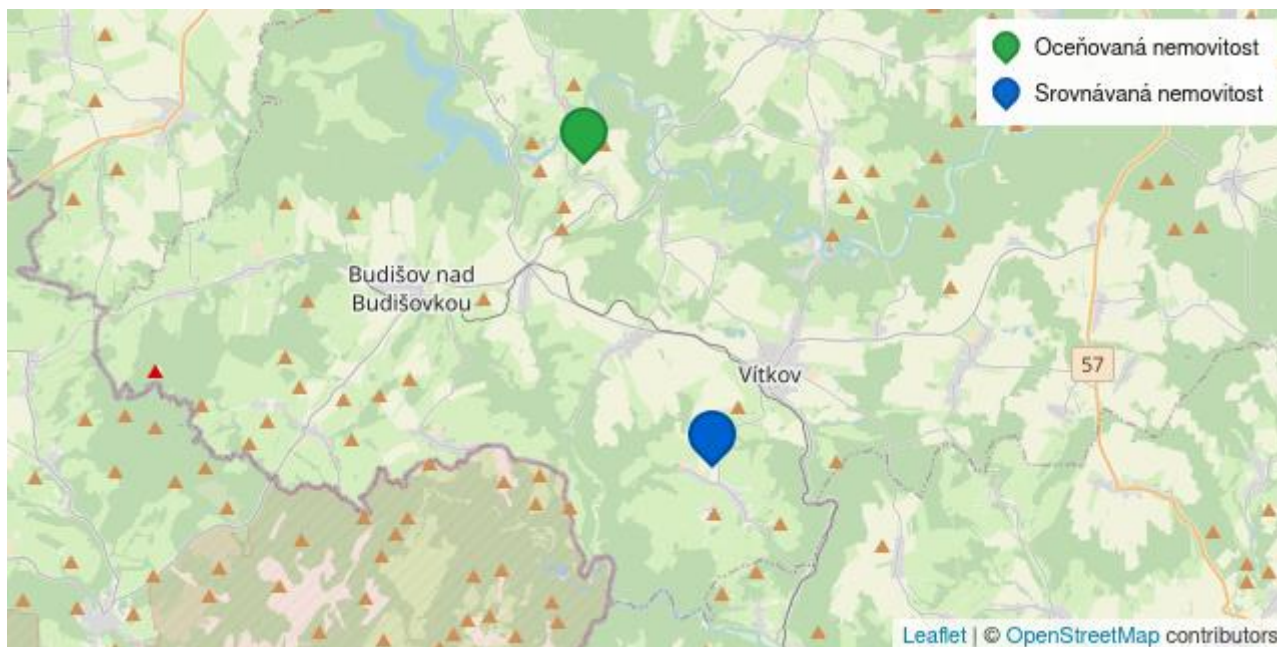 Oceňovaná nemovitost
Srovnávaná nemovitost
Budišov nad
Budišovkou
57
Vítkov
Leaflet | © OpenStreetMap contributors